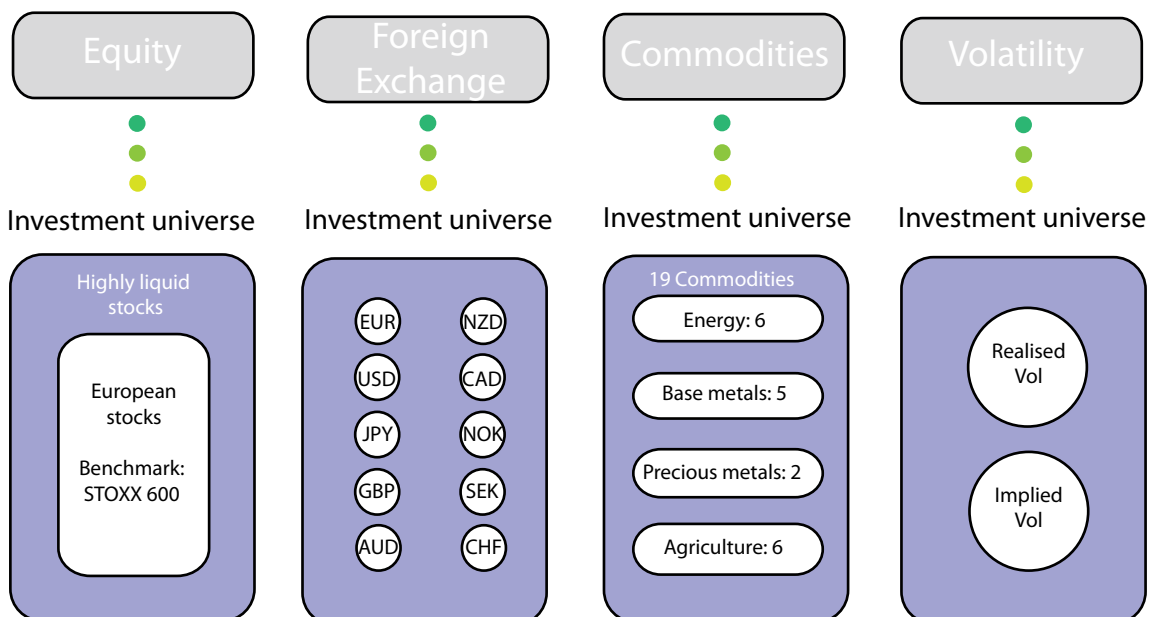 Equity
Foreign
Exchange
Commodities
Volatility
Investment universe
Investment universe
Investment universe
Investment universe
Highly liquid
stocks
European
stocks
Benchmark:
STOXX 600
EUR
NZD
USD
CAD
JPY
NOK
GBP
SEK
AUD
CHF
19 Commodities
Energy: 6
Base metals: 5
Precious metals: 2
Agriculture: 6
Realised
Vol
Implied
Vol